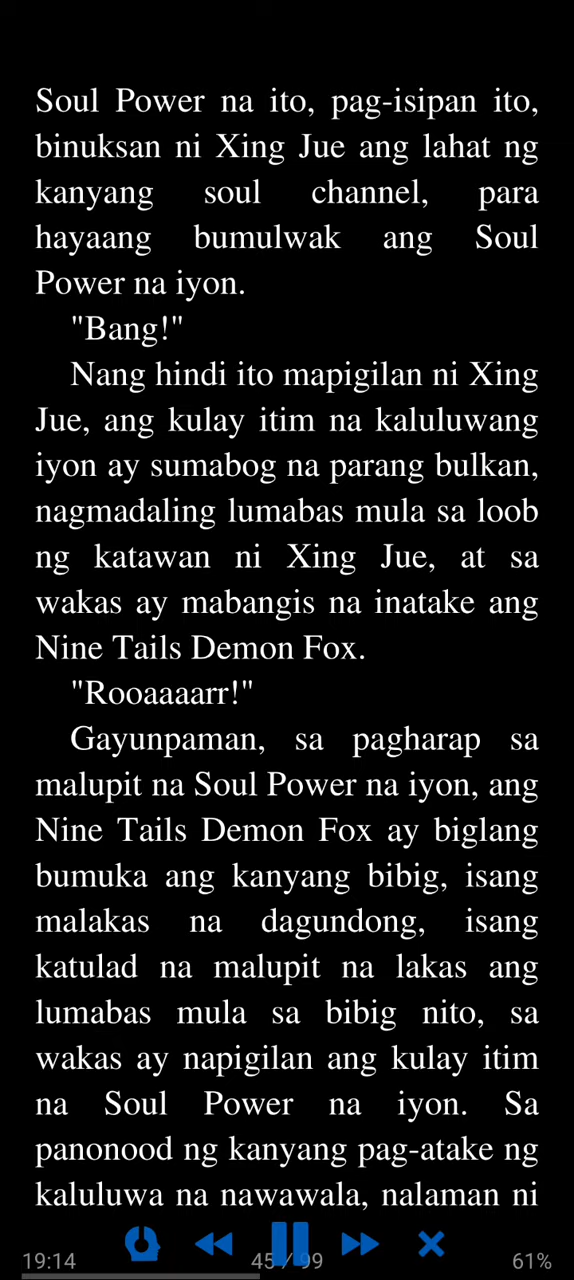 Soul Power na ito, pag-isipan ito,
binuksan ni Xing Jue ang lahat ng
kanyang soul channel, para
hayaang bumulwak ang Soul
Power na iyon.
"Bang!"
Nang hindi ito mapigilan ni Xing
Jue, ang kulay itim na kaluluwang
iyon ay sumabog na parang bulkan,
nagmadaling lumabas mula sa loob
ng katawan ni Xing Jue, at sa
wakas ay mabangis na inatake ang
Nine Tails Demon Fox.
"Rooaaaarr!"
Gayunpaman, sa pagharap sa
malupit na Soul Power na iyon, ang
Nine Tails Demon Fox ay biglang
bumuka ang kanyang bibig, isang
malakas na dagundong, isang
katulad na malupit na lakas ang
lumabas mula sa bibig nito, sa
wakas ay napigilan ang kulay itim
na Soul Power na iyon. Sa
panonood ng kanyang pag-atake ng
kaluluwa na nawawala, nalaman ni
19:14 45 / 99 61%